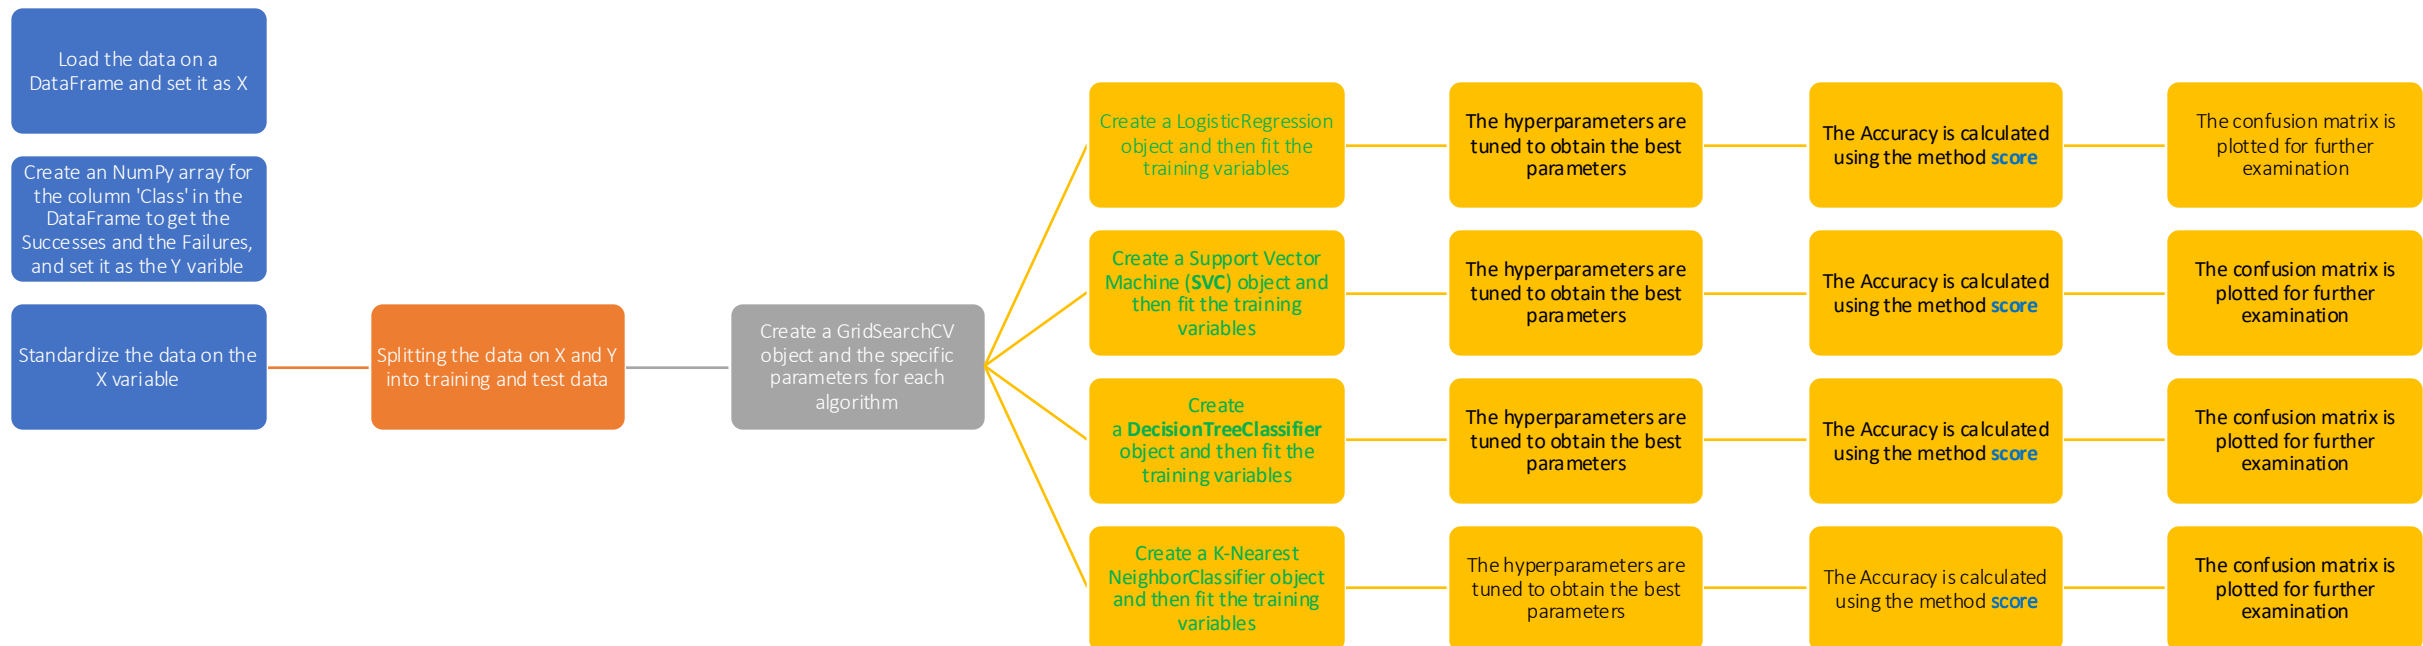 Load the data on a
DataFrame and set it as X
Create an NumPy array for
the column 'Class' in the
DataFrame to get the
Successes and the Failures,
and set it as the Y varible
Standardize the data on the
X variable
Splitting the data on X and Y
into training and test data
Create a GridSearchCV
object and the specific
parameters for each
algorithm
Create a LogisticRegression
object and then fit the
training variables
The hyperparameters are
tuned to obtain the best
parameters
The Accuracy is calculated
using the method score
The confusion matrix is
plotted for further
examination
Create a Support Vector
Machine (SVC) object and
then fit the training
variables
The hyperparameters are
tuned to obtain the best
parameters
The Accuracy is calculated
using the method score
The confusion matrix is
plotted for further
examination
Create
a DecisionTreeClassifier
object and then fit the
training variables
The hyperparameters are
tuned to obtain the best
parameters
The Accuracy is calculated
using the method score
The confusion matrix is
plotted for further
examination
Create a K-Nearest
NeighborClassifier object
and then fit the training
variables
The hyperparameters are
tuned to obtain the best
parameters
The Accuracy is calculated
using the method score
The confusion matrix is
plotted for further
examination